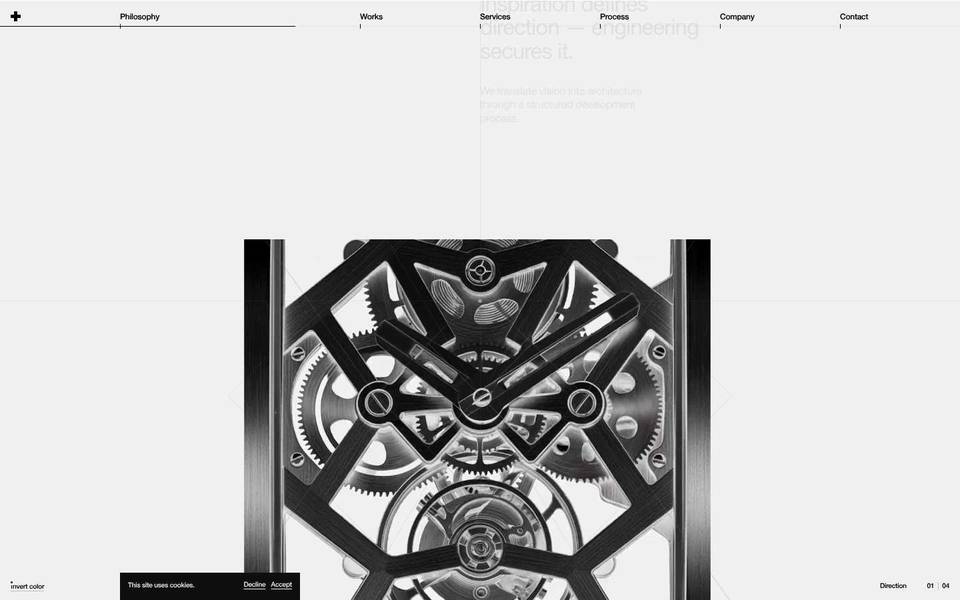 Philosophy
Works
Services
Process
Company
Contact
Inspiration defines
direction — engineering
secures it.
We translate vision into architecture
through a structured development
process.
invert color
This site uses cookies.
Decline
Accept
Direction
01
04